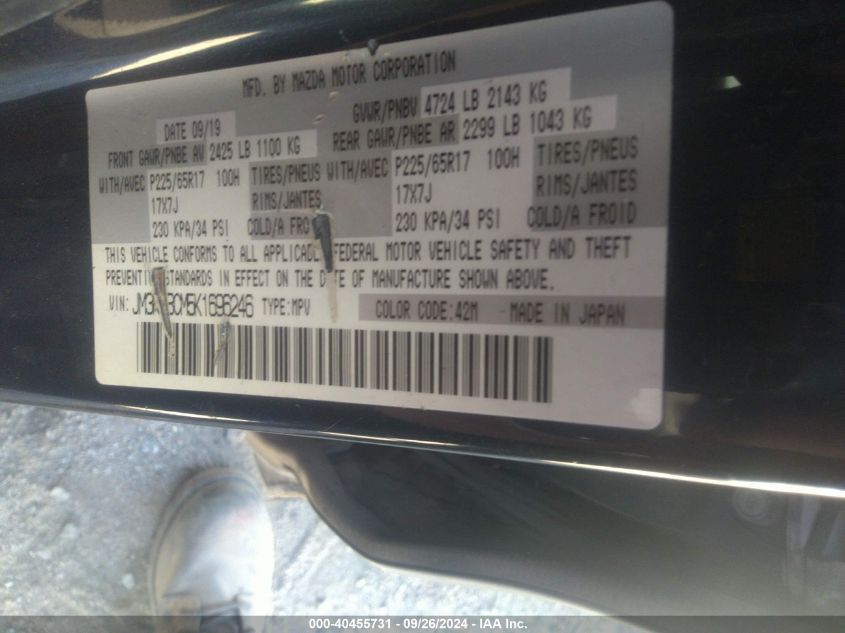 MFD. BY MAZDA MOTOR CORPORATION
DATE 09/19 GVWR/PNBV 4724 LB 2143 KG
FRONT GAWR/PNBE AV 2425 LB 1100 KG REAR GAWR/PNBE AR 2299 LB 1043 KG
WITH/AVEC P225/65R17 100H TIRES/PNEUS WITH/AVEC P225/65R17 100H TIRES/PNEUS
17X7J RIMS/JANTES 17X7J RIMS/JANTES
230 KPA/34 PSI COLD/A FROID 230 KPA/34 PSI COLD/A FROID
THIS VEHICLE CONFORMS TO ALL APPLICABLE FEDERAL MOTOR VEHICLE SAFETY AND THEFT
PREVENTION STANDARDS IN EFFECT ON THE DATE OF MANUFACTURE SHOWN ABOVE.
VIN: TYPE:MPV COLOR CODE:42M MADE IN JAPAN
000-40455731 - 09/26/2024 - IAA Inc.